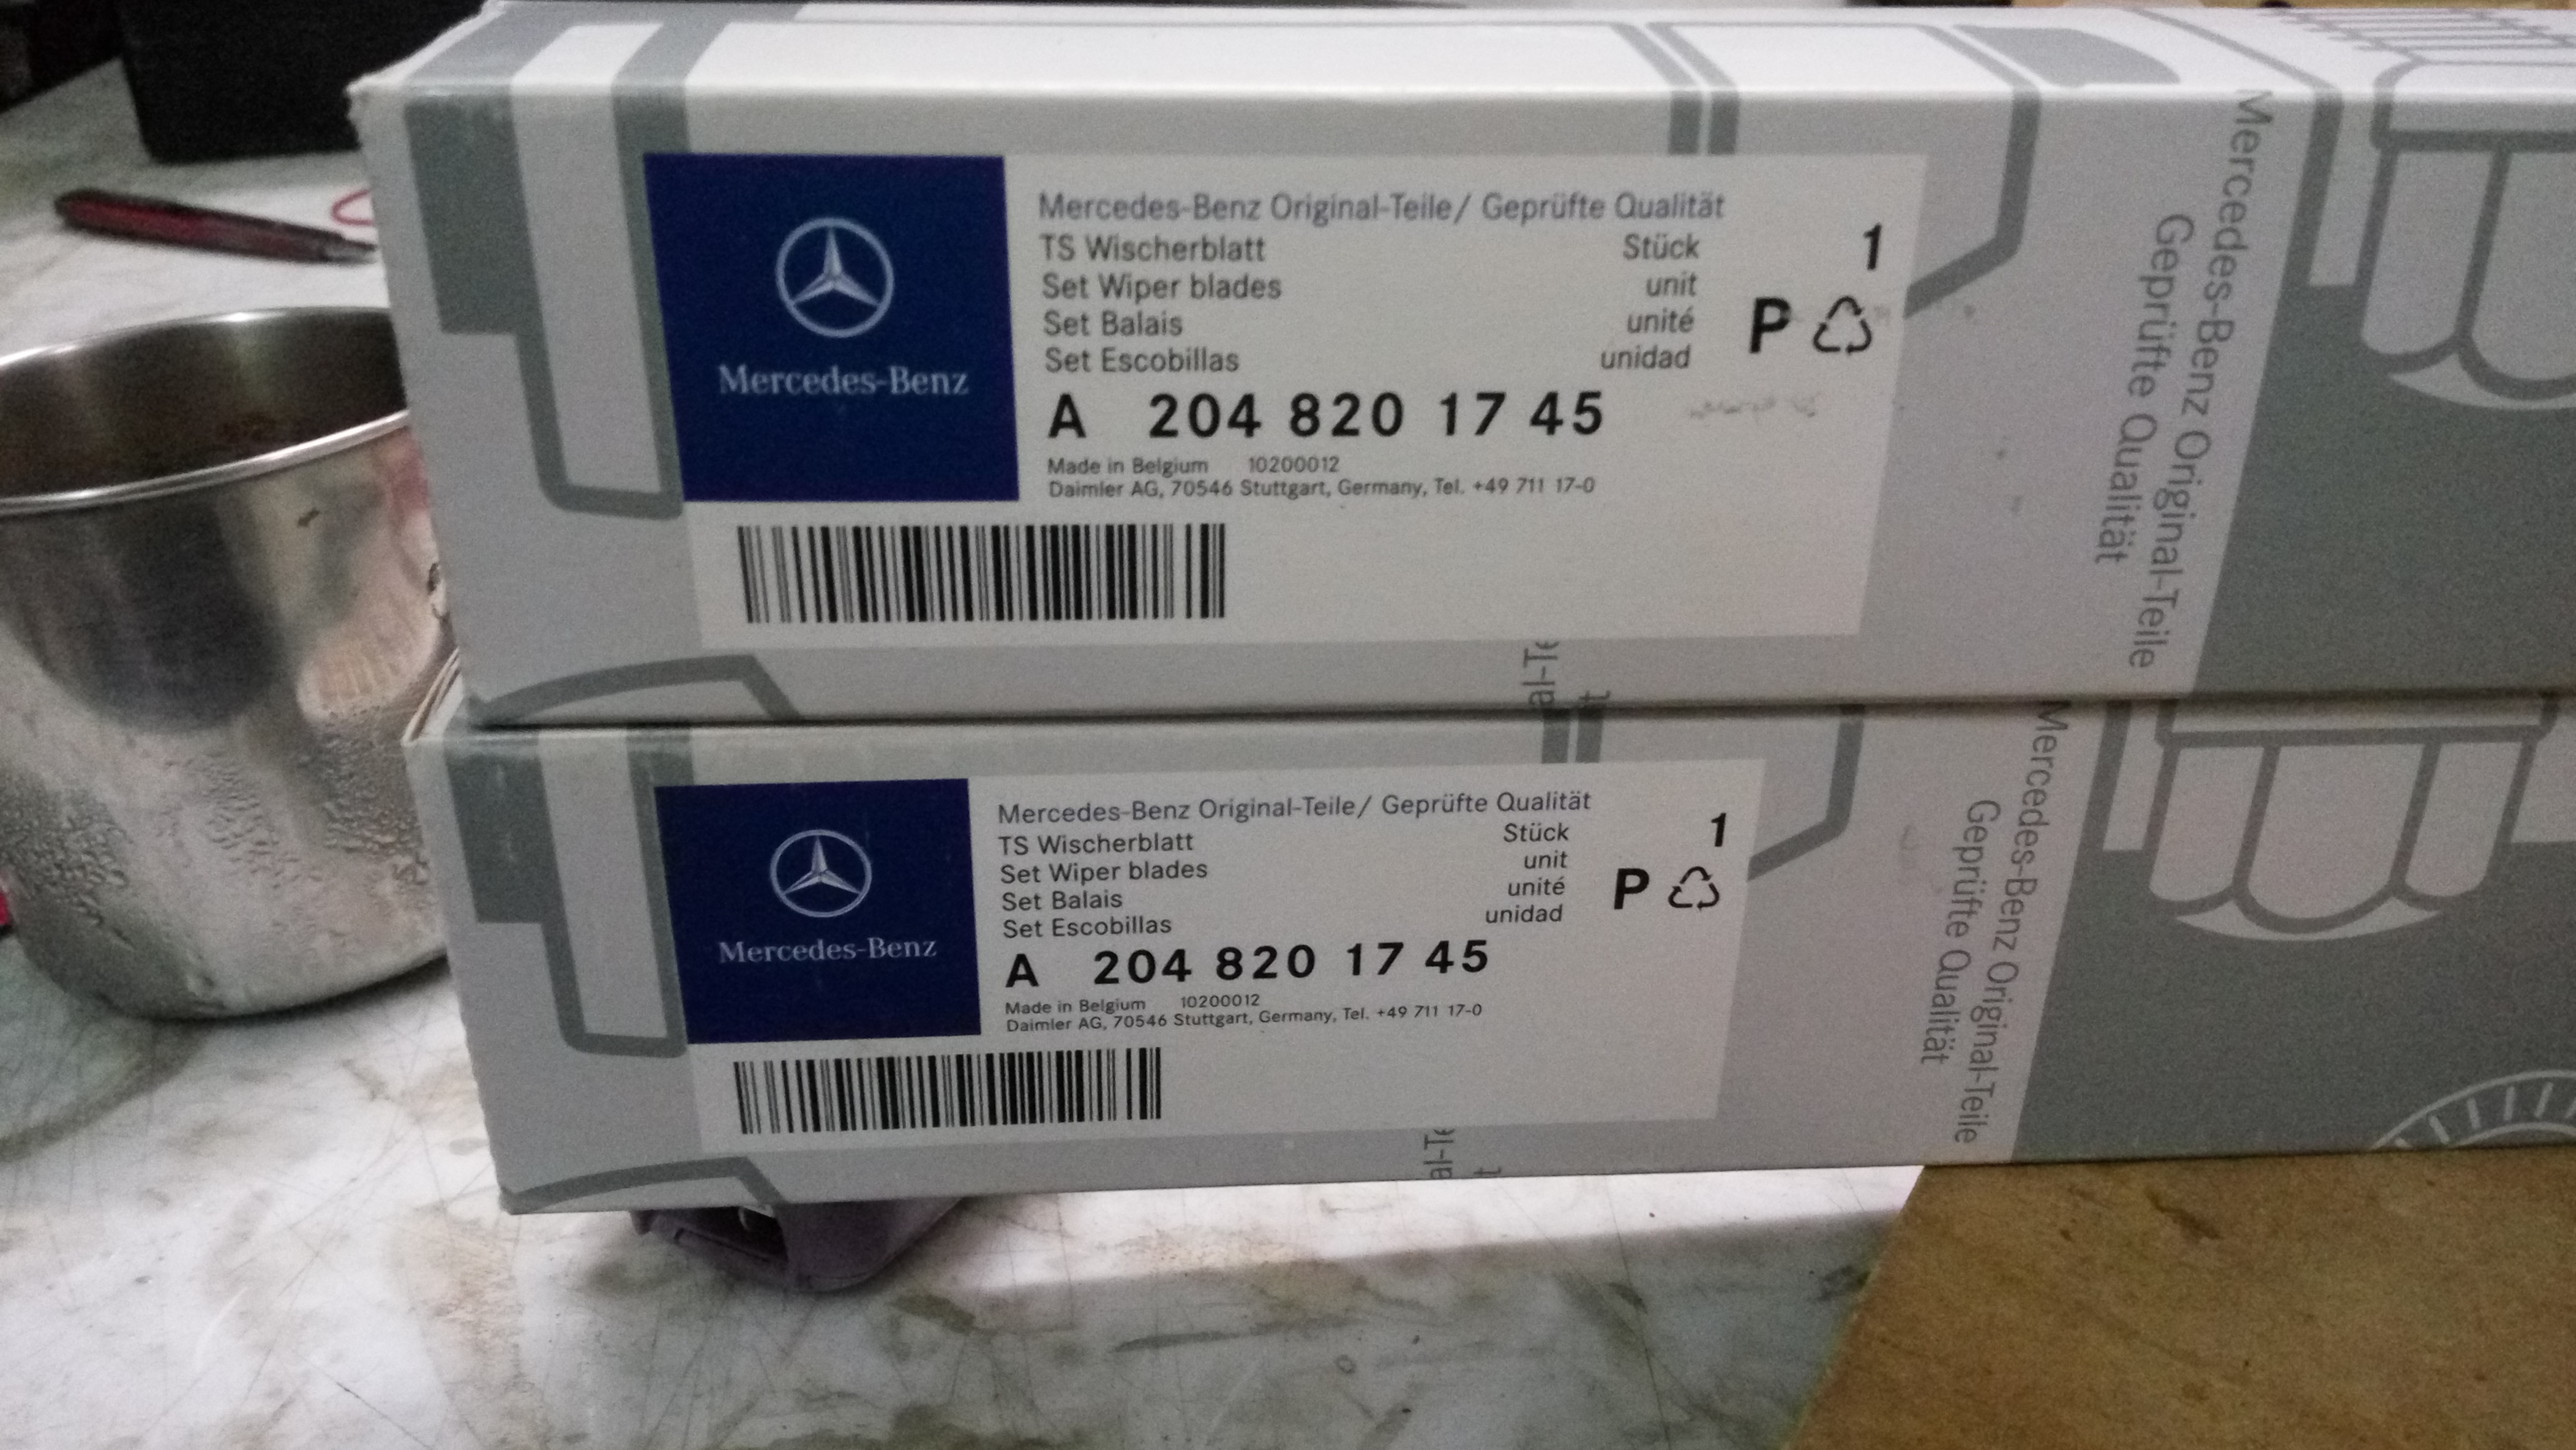 Mercedes-Benz
Mercedes-Benz Original-Teile/ Geprüfte Qualität
TS Wischerblatt Stück 1
Set Wiper blades unit
Set Balais unité P
Set Escobillas unidad
A 204 820 17 45
Made in Belgium 10200012
Daimler AG, 70546 Stuttgart, Germany, Tel. +49 711 17-0
Mercedes-Benz Original-Teile
Geprüfte Qualität
Mercedes-Benz
Mercedes-Benz Original-Teile/ Geprüfte Qualität
TS Wischerblatt Stück 1
Set Wiper blades unit
Set Balais unité P
Set Escobillas unidad
A 204 820 17 45
Made in Belgium 10200012
Daimler AG, 70546 Stuttgart, Germany, Tel. +49 711 17-0
Mercedes-Benz Original-Teile
Geprüfte Qualität